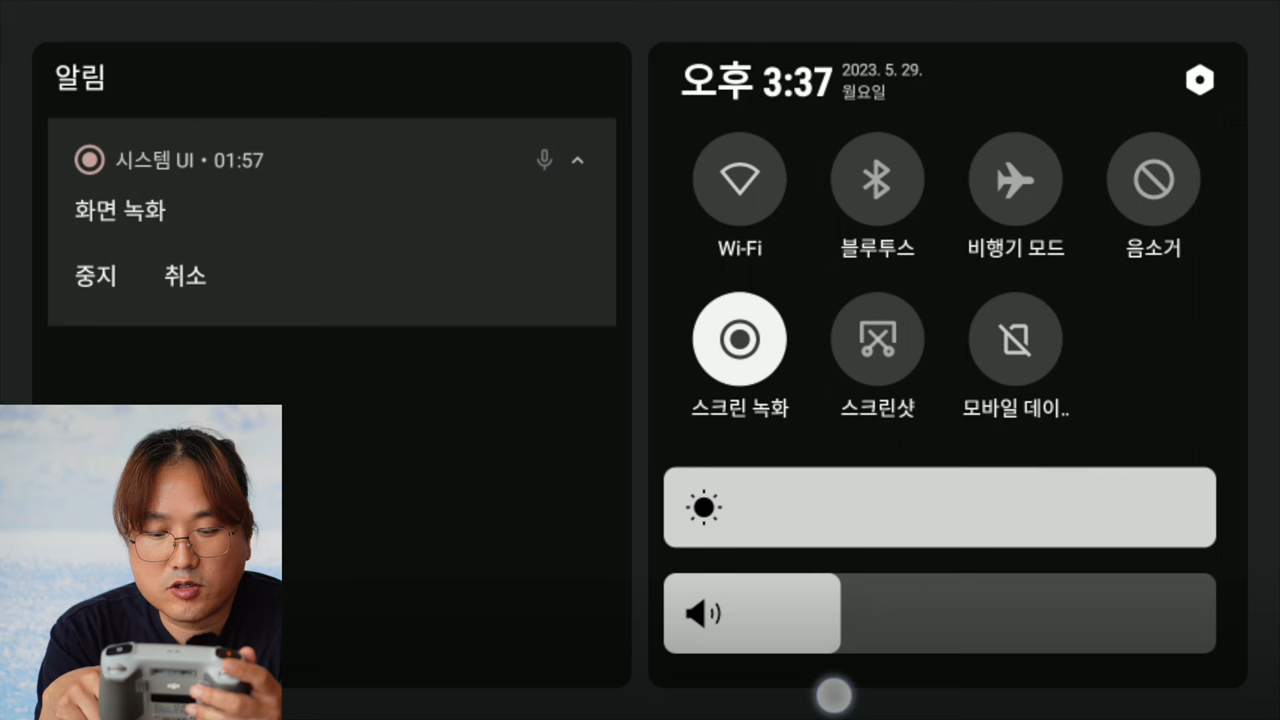 알림
시스템 UI • 01:57
화면 녹화
중지 취소
오후 3:37
2023. 5. 29.
월요일
Wi-Fi 블루투스 비행기 모드 음소거
스크린 녹화 스크린샷 모바일 데이..
dji